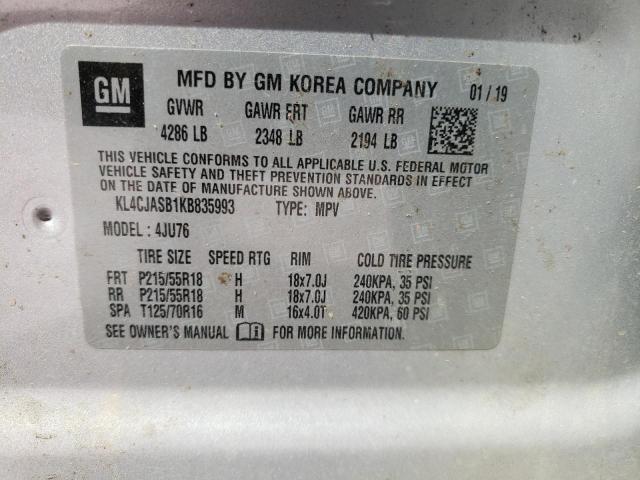 GM
MFD BY GM KOREA COMPANY 01 / 19
GVWR GAWR FRT GAWR RR
4286 LB 2348 LB 2194 LB
THIS VEHICLE CONFORMS TO ALL APPLICABLE U.S. FEDERAL MOTOR
VEHICLE SAFETY AND THEFT PREVENTION STANDARDS IN EFFECT
ON THE DATE OF MANUFACTURE SHOWN ABOVE.
KL4CJASB1KB835993 TYPE: MPV
MODEL: 4JU76
TIRE SIZE SPEED RTG RIM COLD TIRE PRESSURE
FRT P215/55R18 H 18x7.0J 240KPA, 35 PSI
RR P215/55R18 H 18x7.0J 240KPA, 35 PSI
SPA T125/70R16 M 16x4.0T 420KPA, 60 PSI
SEE OWNER'S MANUAL FOR MORE INFORMATION.